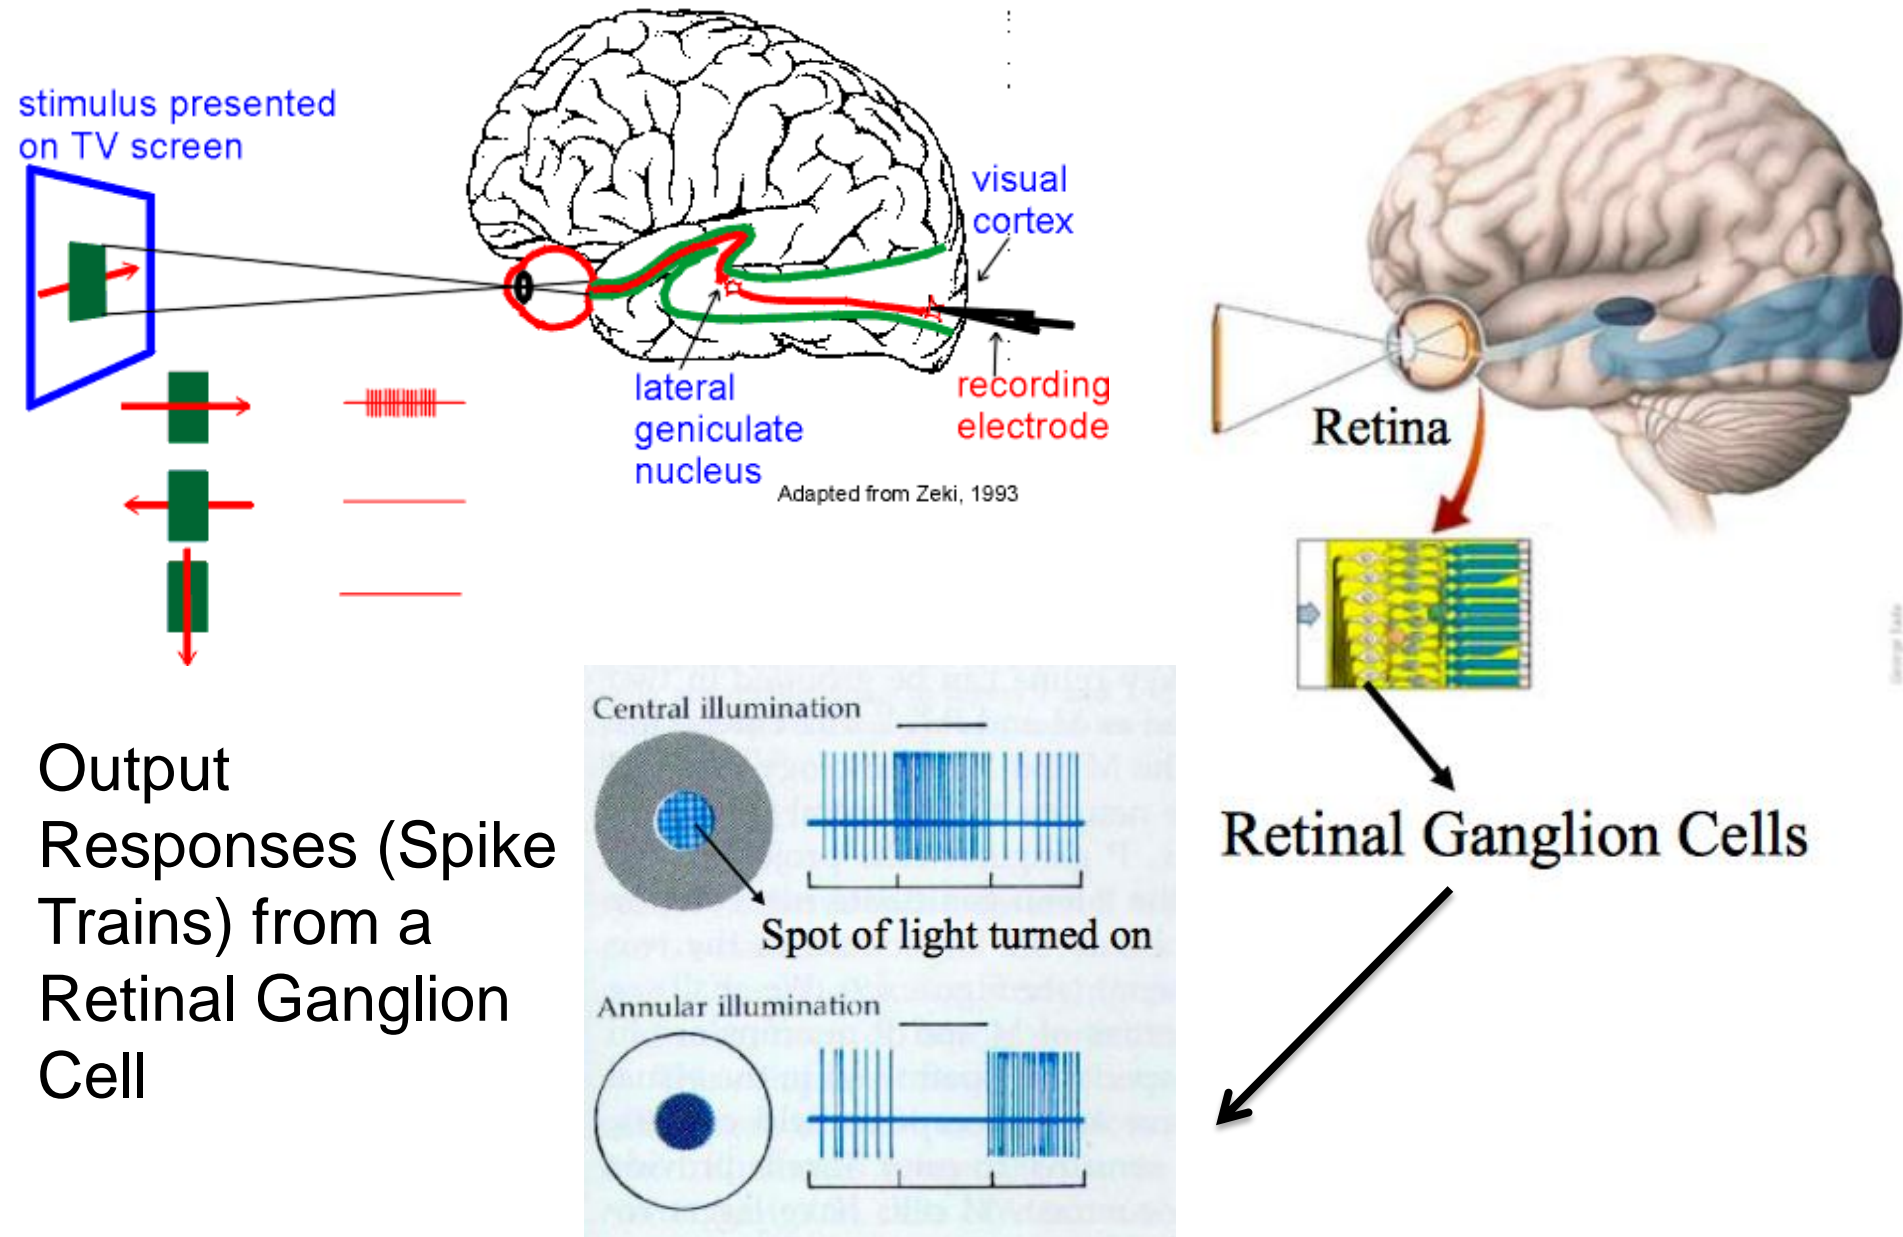 stimulus presented
on TV screen
visual
cortex
lateral
geniculate
nucleus
recording
electrode
Adapted from Zeki, 1993
Retina
Retinal Ganglion Cells
Output
Responses (Spike
Trains) from a
Retinal Ganglion
Cell
Central illumination
Spot of light turned on
Annular illumination